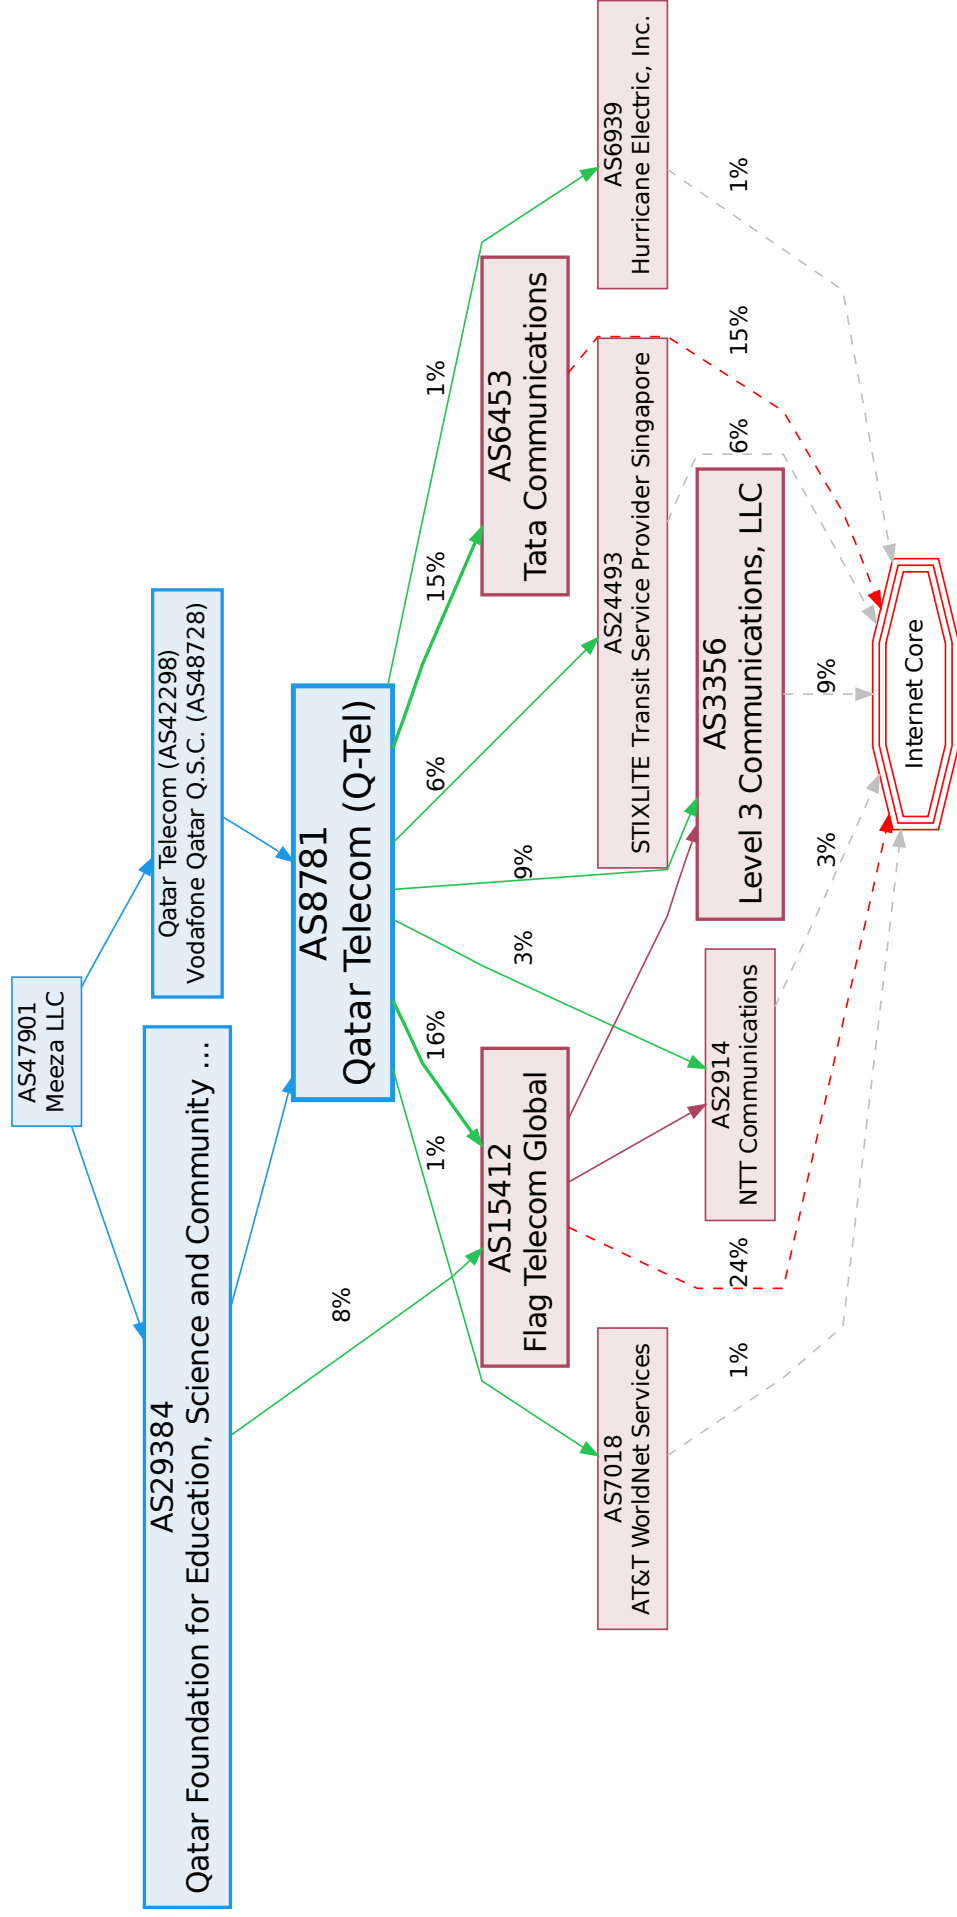 AS47901
Meeza LLC
AS29384
Qatar Foundation for Education, Science and Community ...
Qatar Telecom (AS42298)
Vodafone Qatar Q.S.C. (AS48728)
AS8781
Qatar Telecom (Q-Tel)
8%
1%
16%
3%
9%
6%
15%
1%
AS15412
Flag Telecom Global
AS6453
Tata Communications
AS7018
AT&T WorldNet Services
AS24493
STIXLITE Transit Service Provider Singapore
AS6939
Hurricane Electric, Inc.
AS2914
NTT Communications
AS3356
Level 3 Communications, LLC
1%
24%
6%
15%
1%
3%
9%
Internet Core